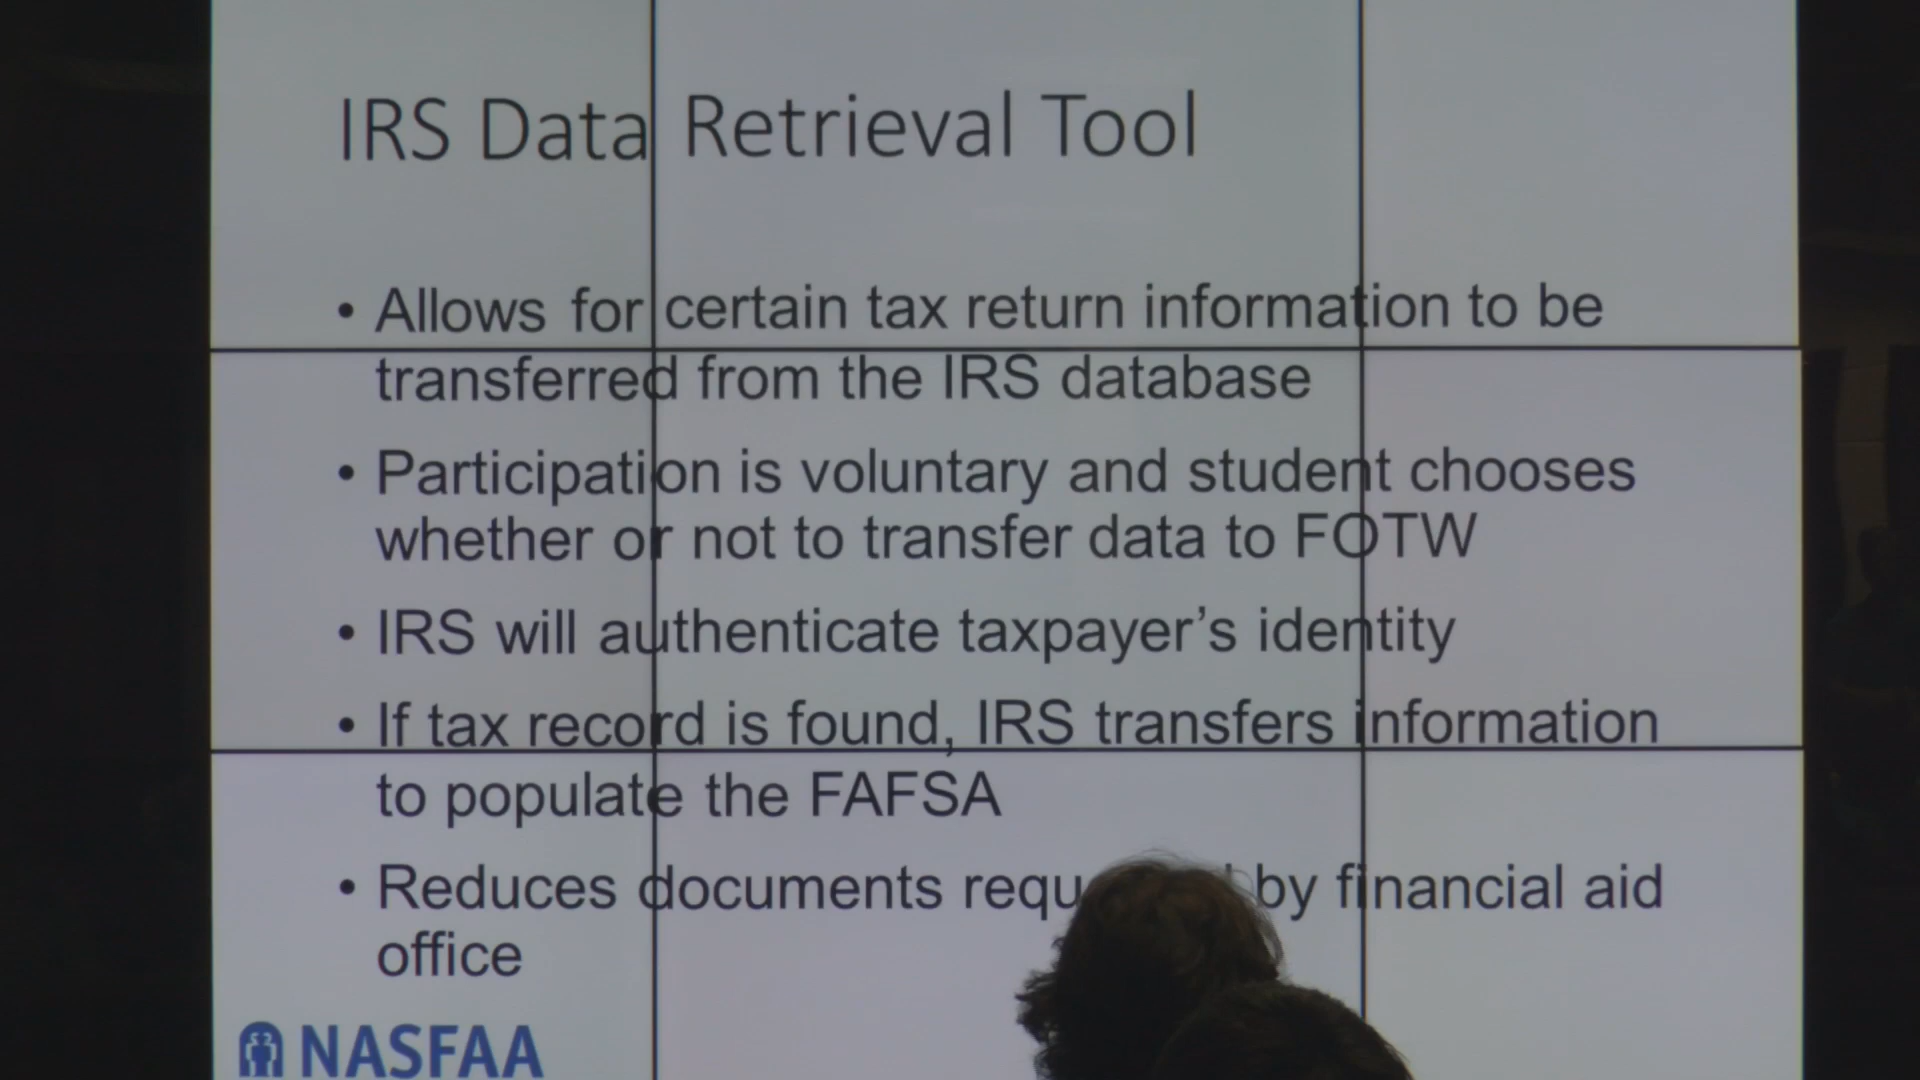 IRS Data Retrieval Tool
• Allows for certain tax return information to be
transferred from the IRS database
• Participation is voluntary and student chooses
whether or not to transfer data to FOTW
• IRS will authenticate taxpayer’s identity
• If tax record is found, IRS transfers information
to populate the FAFSA
• Reduces documents by financial aid
office
NASFAA